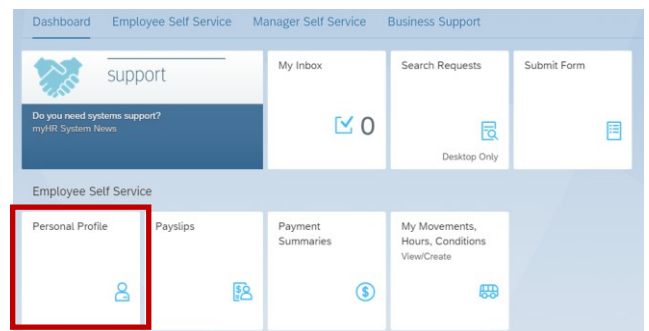 Dashboard Employee Self Service Manager Self Service Business Support
support
Do you need systems support?
myHR System News
My Inbox
0
Search Requests
Desktop Only
Submit Form
Employee Self Service
Personal Profile
Payslips
Payment
Summaries
My Movements,
Hours, Conditions
View/Create